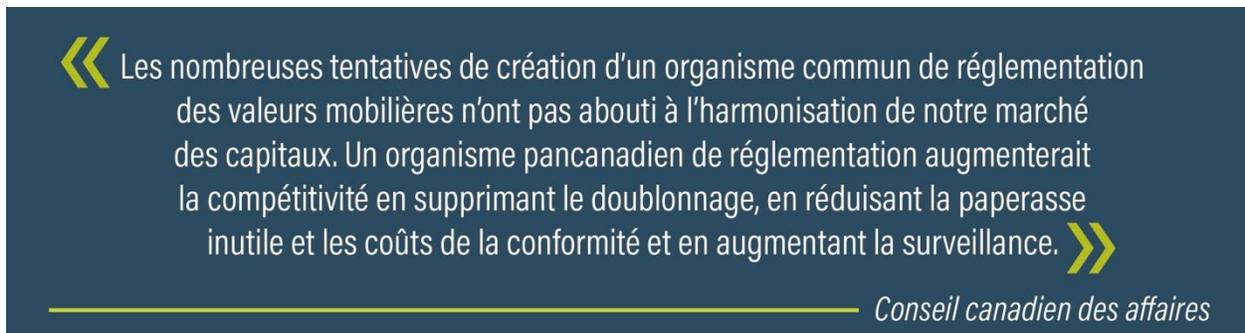 « Les nombreuses tentatives de création d’un organisme commun de réglementation
des valeurs mobilières n’ont pas abouti à l’harmonisation de notre marché
des capitaux. Un organisme pancanadien de réglementation augmenterait
la compétitivité en supprimant le doublonnage, en réduisant la paperasse
inutile et les coûts de la conformité et en augmentant la surveillance. »
Conseil canadien des affaires